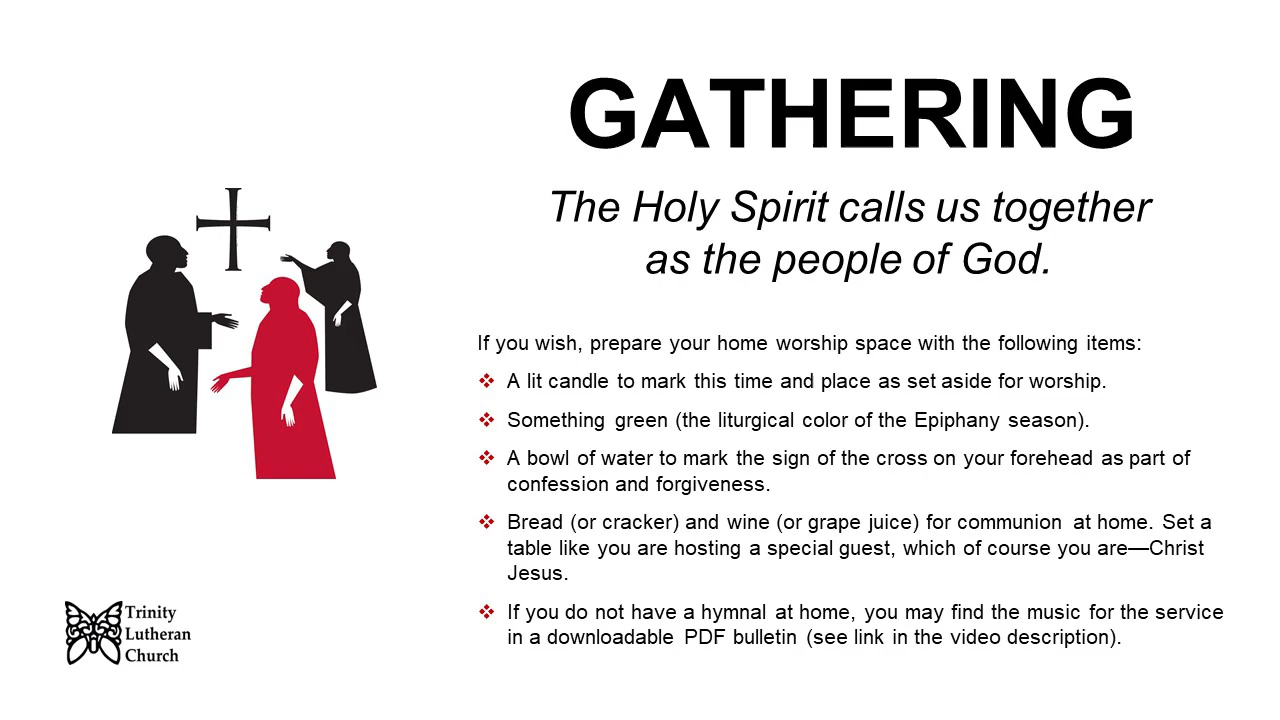 GATHERING
The Holy Spirit calls us together
as the people of God.
If you wish, prepare your home worship space with the following items:
❖ A lit candle to mark this time and place as set aside for worship.
❖ Something green (the liturgical color of the Epiphany season).
❖ A bowl of water to mark the sign of the cross on your forehead as part of
confession and forgiveness.
❖ Bread (or cracker) and wine (or grape juice) for communion at home. Set a
table like you are hosting a special guest, which of course you are—Christ
Jesus.
❖ If you do not have a hymnal at home, you may find the music for the service
in a downloadable PDF bulletin (see link in the video description).
Trinity
Lutheran
Church